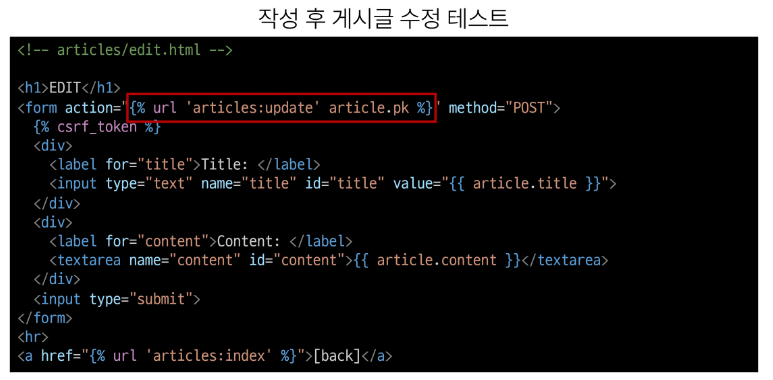 작성 후 게시글 수정 테스트
<!-- articles/edit.html -->
<h1>EDIT</h1>
<form action="{% url 'articles:update' article.pk %}" method="POST">
{% csrf_token %}
<div>
<label for="title">Title: </label>
<input type="text" name="title" id="title" value="{{ article.title }}">
</div>
<div>
<label for="content">Content: </label>
<textarea name="content" id="content">{{ article.content }}</textarea>
</div>
<input type="submit">
</form>
<hr>
<a href="{% url 'articles:index' %}">[back]</a>